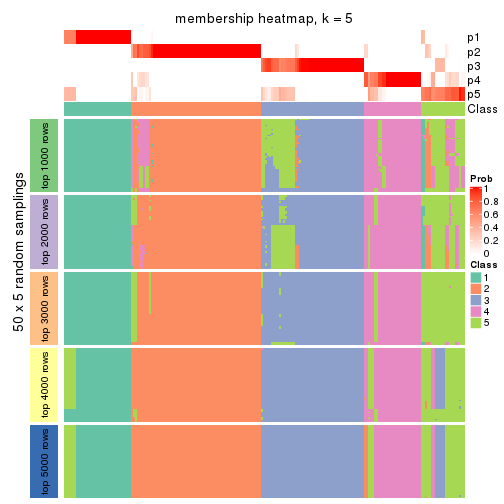 membership heatmap, k = 5
p1
p2
p3
p4
p5
Class
50 x 5 random samplings
top 1000 rows
top 2000 rows
top 3000 rows
top 4000 rows
top 5000 rows
Prob
1
0.8
0.6
0.4
0.2
0
Class
1
2
3
4
5